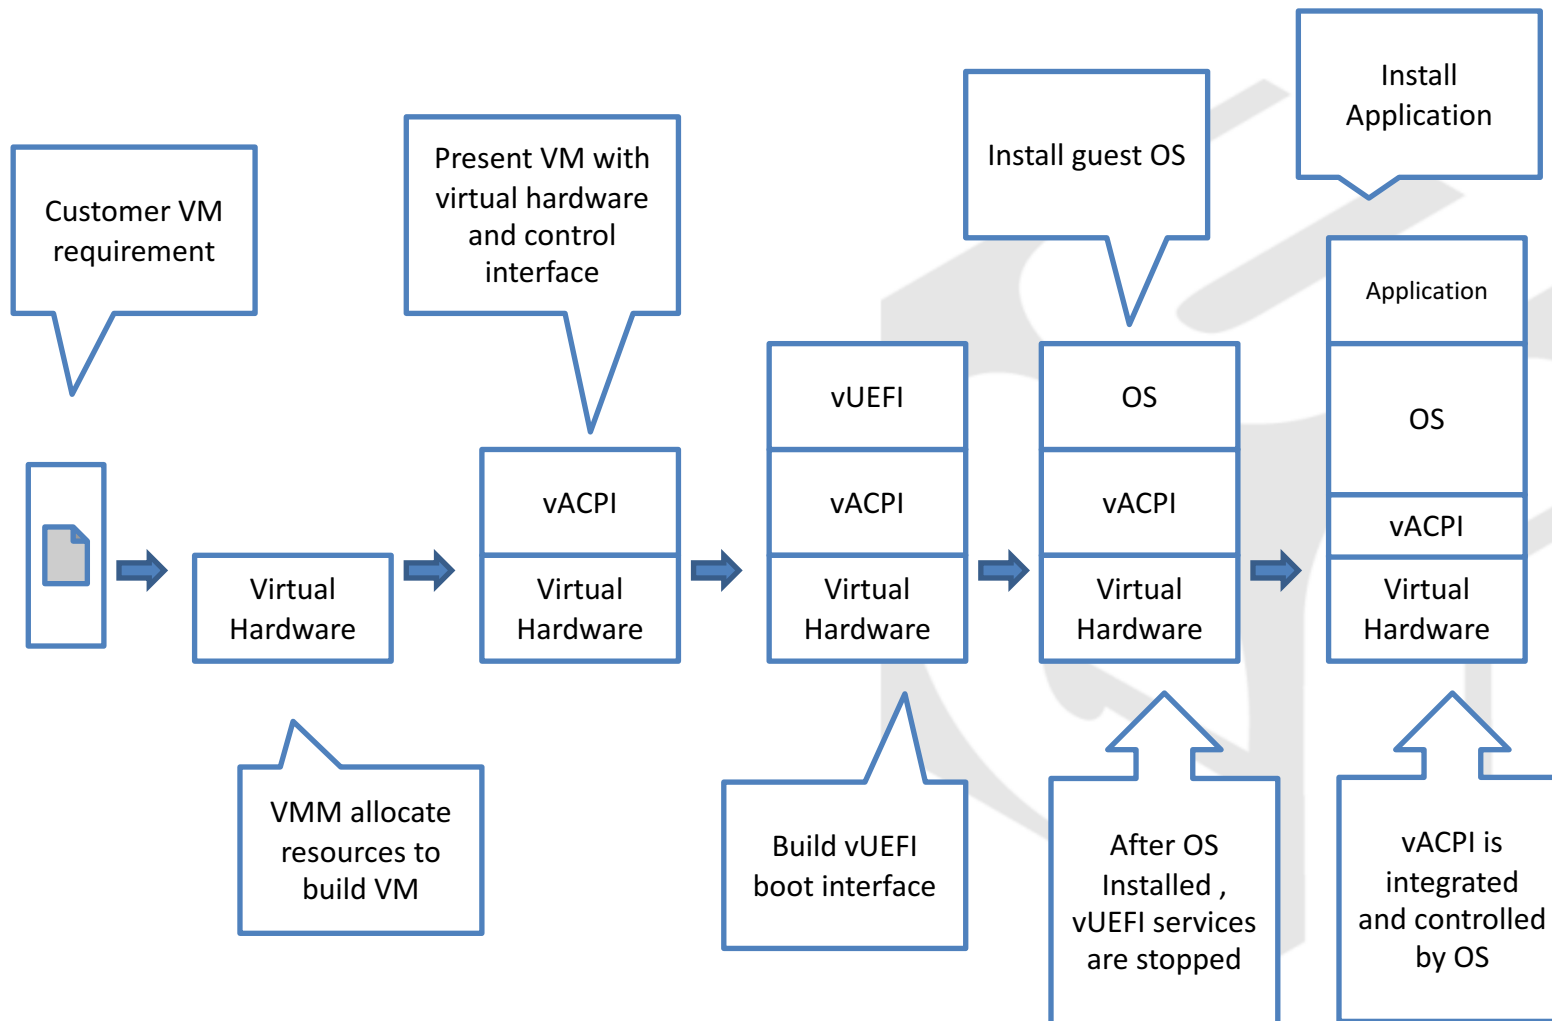 Customer VM
requirement
Present VM with
virtual hardware
and control
interface
Install guest OS
Install
Application
Virtual
Hardware
vACPI
Virtual
Hardware
vUEFI
vACPI
Virtual
Hardware
OS
vACPI
Virtual
Hardware
Application
OS
vACPI
Virtual
Hardware
VMM allocate
resources to
build VM
Build vUEFI
boot interface
After OS
Installed ,
vUEFI services
are stopped
vACPI is
integrated
and controlled
by OS